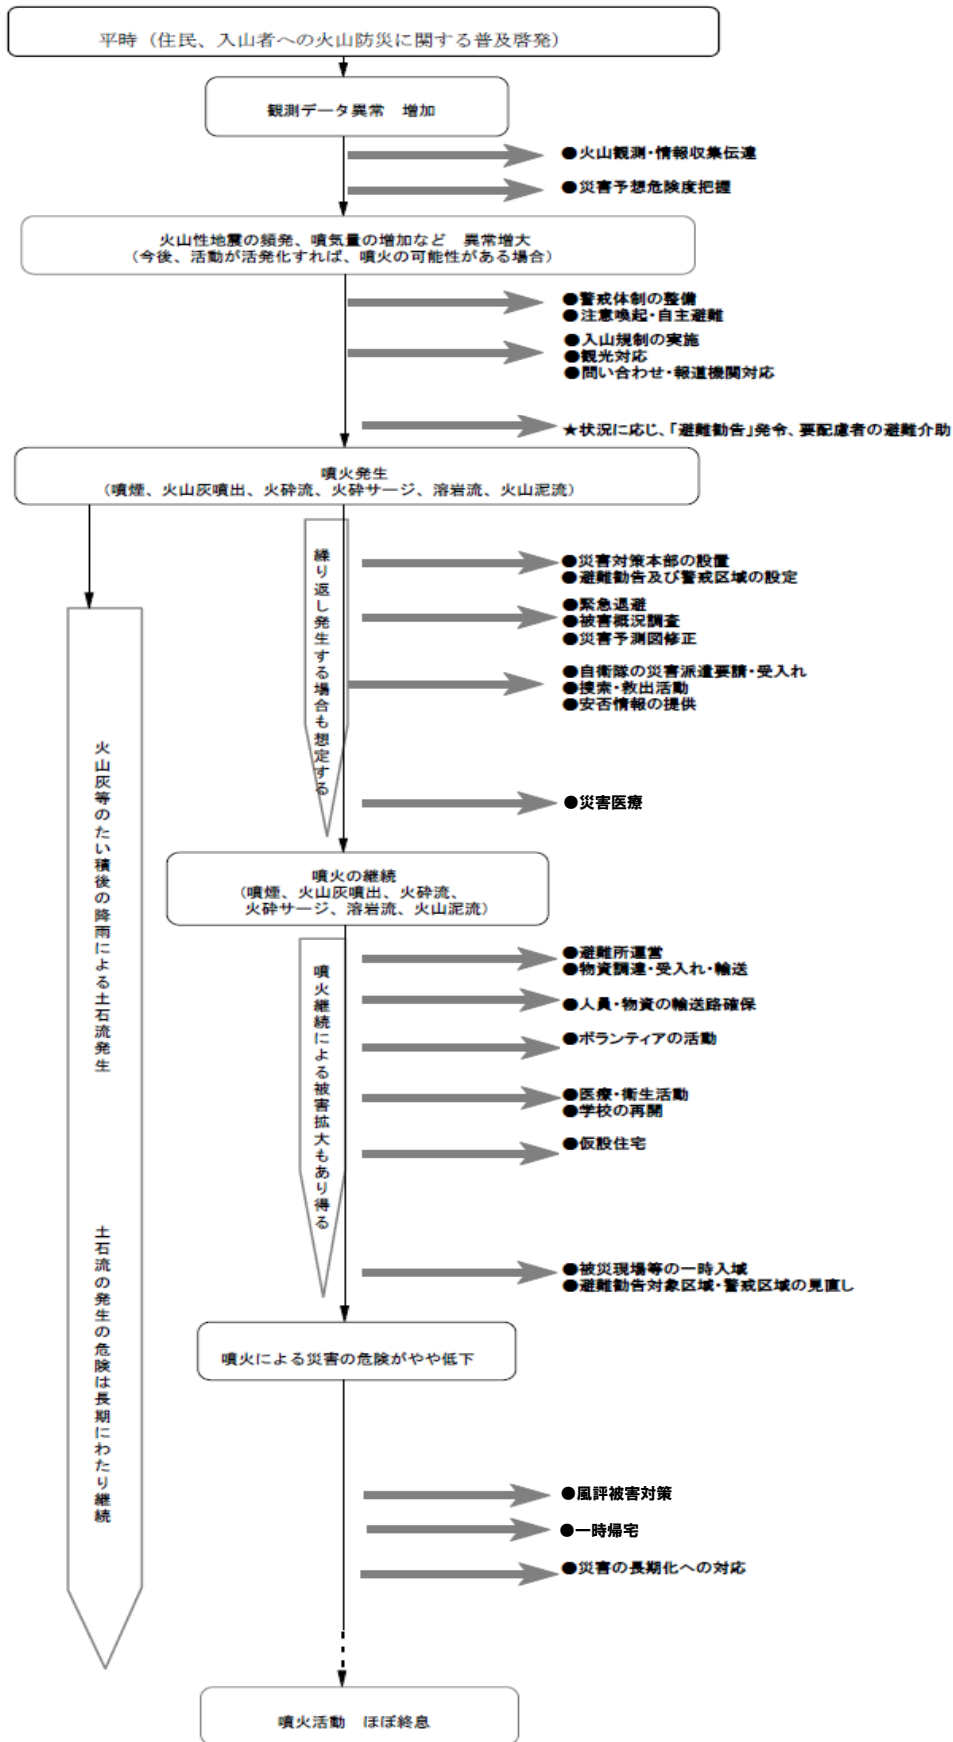 平時（住民、入山者への火山防災に関する普及啓発）
観測データ異常　増加
●火山観測・情報収集伝達
●災害予想危険度把握
火山性地震の頻発、噴気量の増加など　異常増大
（今後、活動が活発化すれば、噴火の可能性がある場合）
●警戒体制の整備
●注意喚起・自主避難
●入山規制の実施
●観光対応
●問い合わせ・報道機関対応
★状況に応じ、「避難勧告」発令、要配慮者の避難介助
噴火発生
（噴煙、火山灰噴出、火砕流、火砕サージ、溶岩流、火山泥流）
繰り返し発生する場合も想定する
●災害対策本部の設置
●避難勧告及び警戒区域の設定
●緊急退避
●被害概況調査
●災害予測図修正
●自衛隊の災害派遣要請・受入れ
●捜索・救出活動
●安否情報の提供
●災害医療
火山灰等のたい積後の降雨による土石流発生
土石流の発生の危険は長期にわたり継続
噴火の継続
（噴煙、火山灰噴出、火砕流、
火砕サージ、溶岩流、火山泥流）
噴火継続による被害拡大もあり得る
●避難所運営
●物資調達・受入れ・輸送
●人員・物資の輸送路確保
●ボランティアの活動
●医療・衛生活動
●学校の再開
●仮設住宅
●被災現場等の一時入域
●避難勧告対象区域・警戒区域の見直し
噴火による災害の危険がやや低下
●風評被害対策
●一時帰宅
●災害の長期化への対応
噴火活動　ほぼ終息